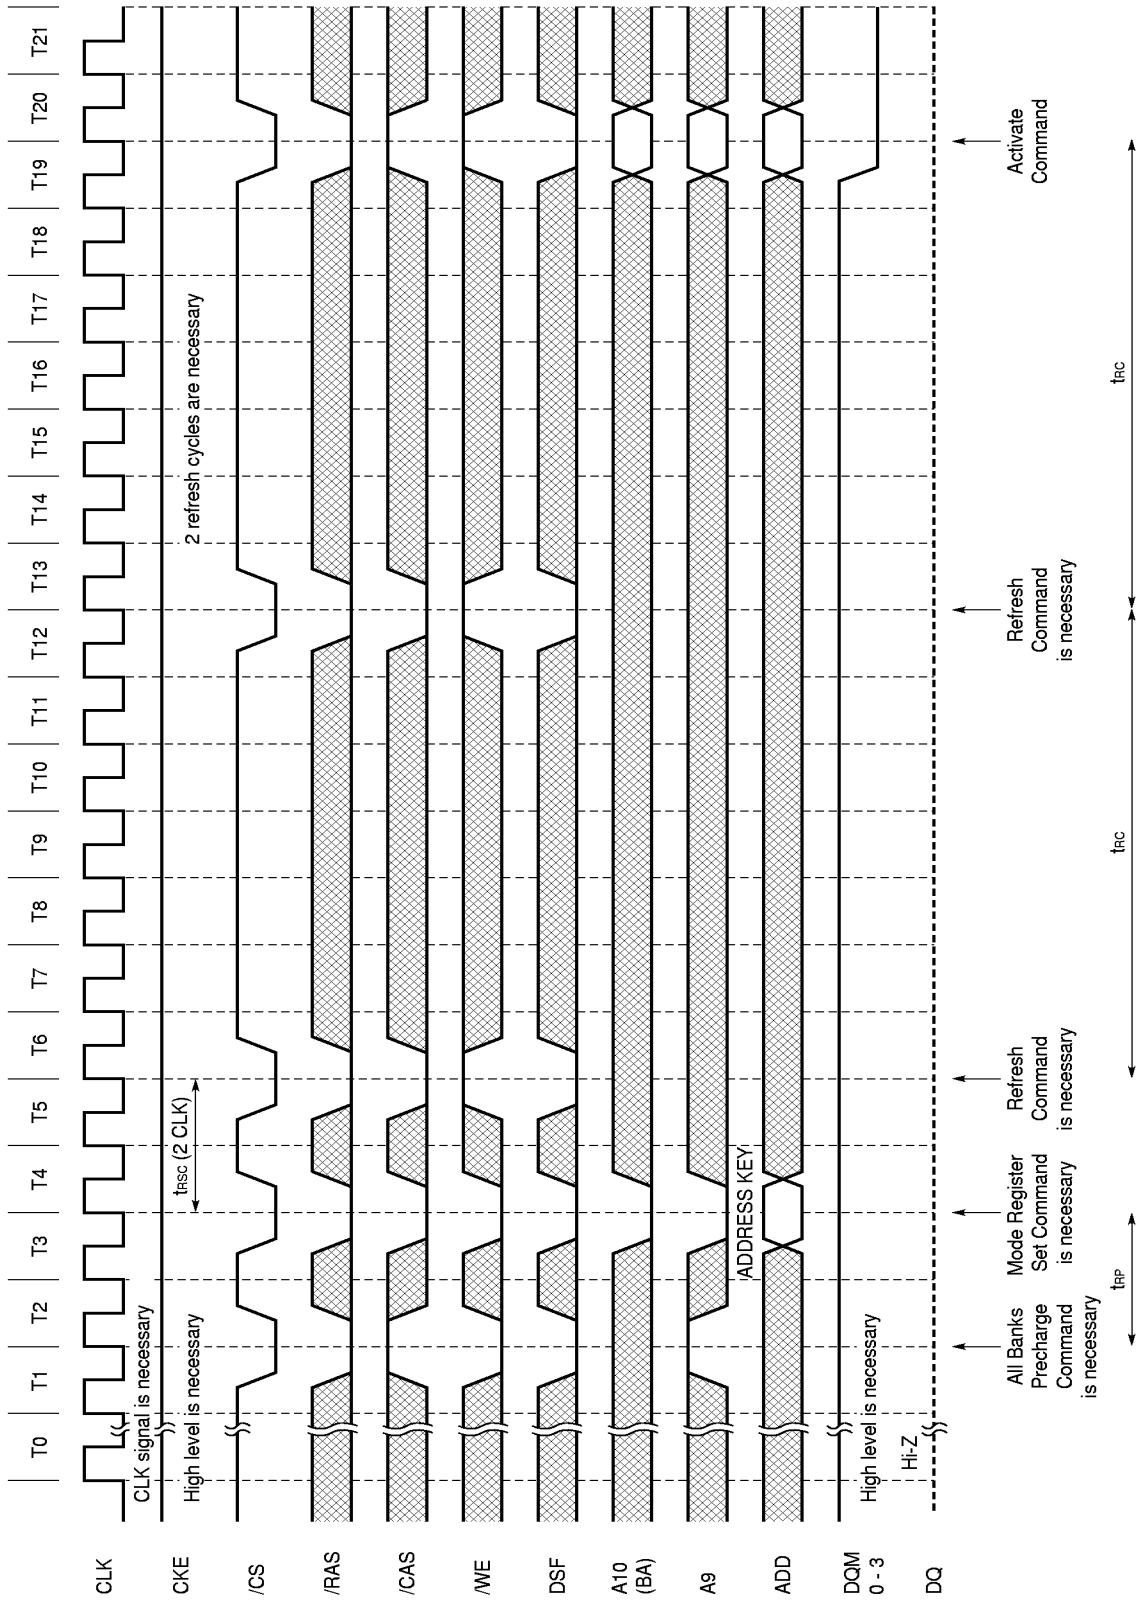 T0 T1 T2 T3 T4 T5 T6 T7 T8 T9 T10 T11 T12 T13 T14 T15 T16 T17 T18 T19 T20 T21
CLK
CLK signal is necessary
CKE
High level is necessary
tRSC (2 CLK)
2 refresh cycles are necessary
/CS
/RAS
/CAS
/WE
DSF
A10
(BA)
A9
ADDRESS KEY
ADD
DQM
0 - 3
High level is necessary
DQ
Hi-Z
All Banks
Precharge
Command
is necessary
Mode Register
Set Command
is necessary
Refresh
Command
is necessary
Refresh
Command
is necessary
Activate
Command
tRP
tRC
tRC